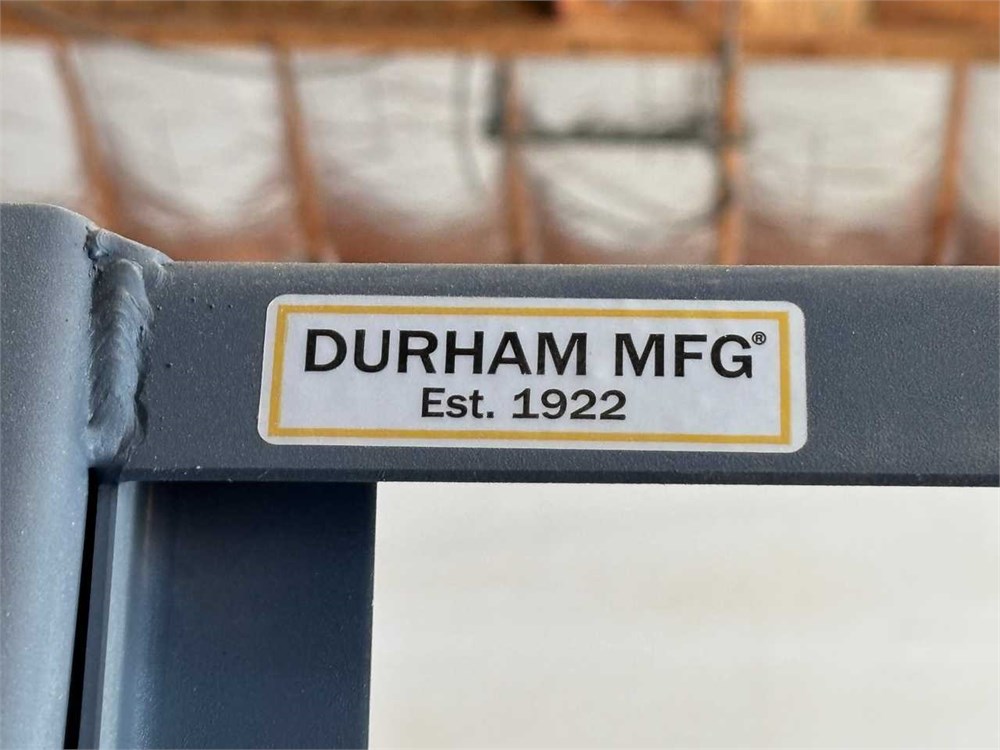 DURHAM MFG®
Est. 1922